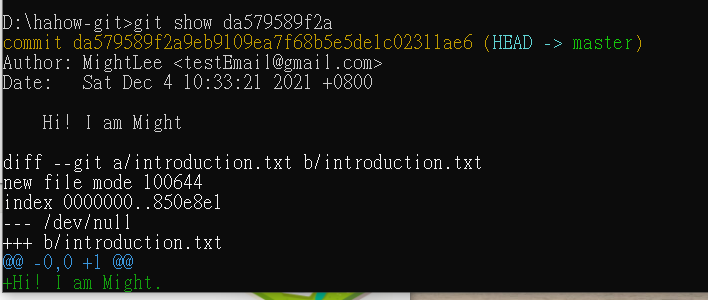 D:\hahow-git>git show da579589f2a
commit da579589f2a9eb9109ea7f68b5e5de1c02311ae6 (HEAD -> master)
Author: MightLee <testEmail@gmail.com>
Date:   Sat Dec 4 10:33:21 2021 +0800
Hi! I am Might
diff --git a/introduction.txt b/introduction.txt
new file mode 100644
index 0000000..850e8e1
--- /dev/null
+++ b/introduction.txt
@@ -0,0 +1 @@
+Hi! I am Might.